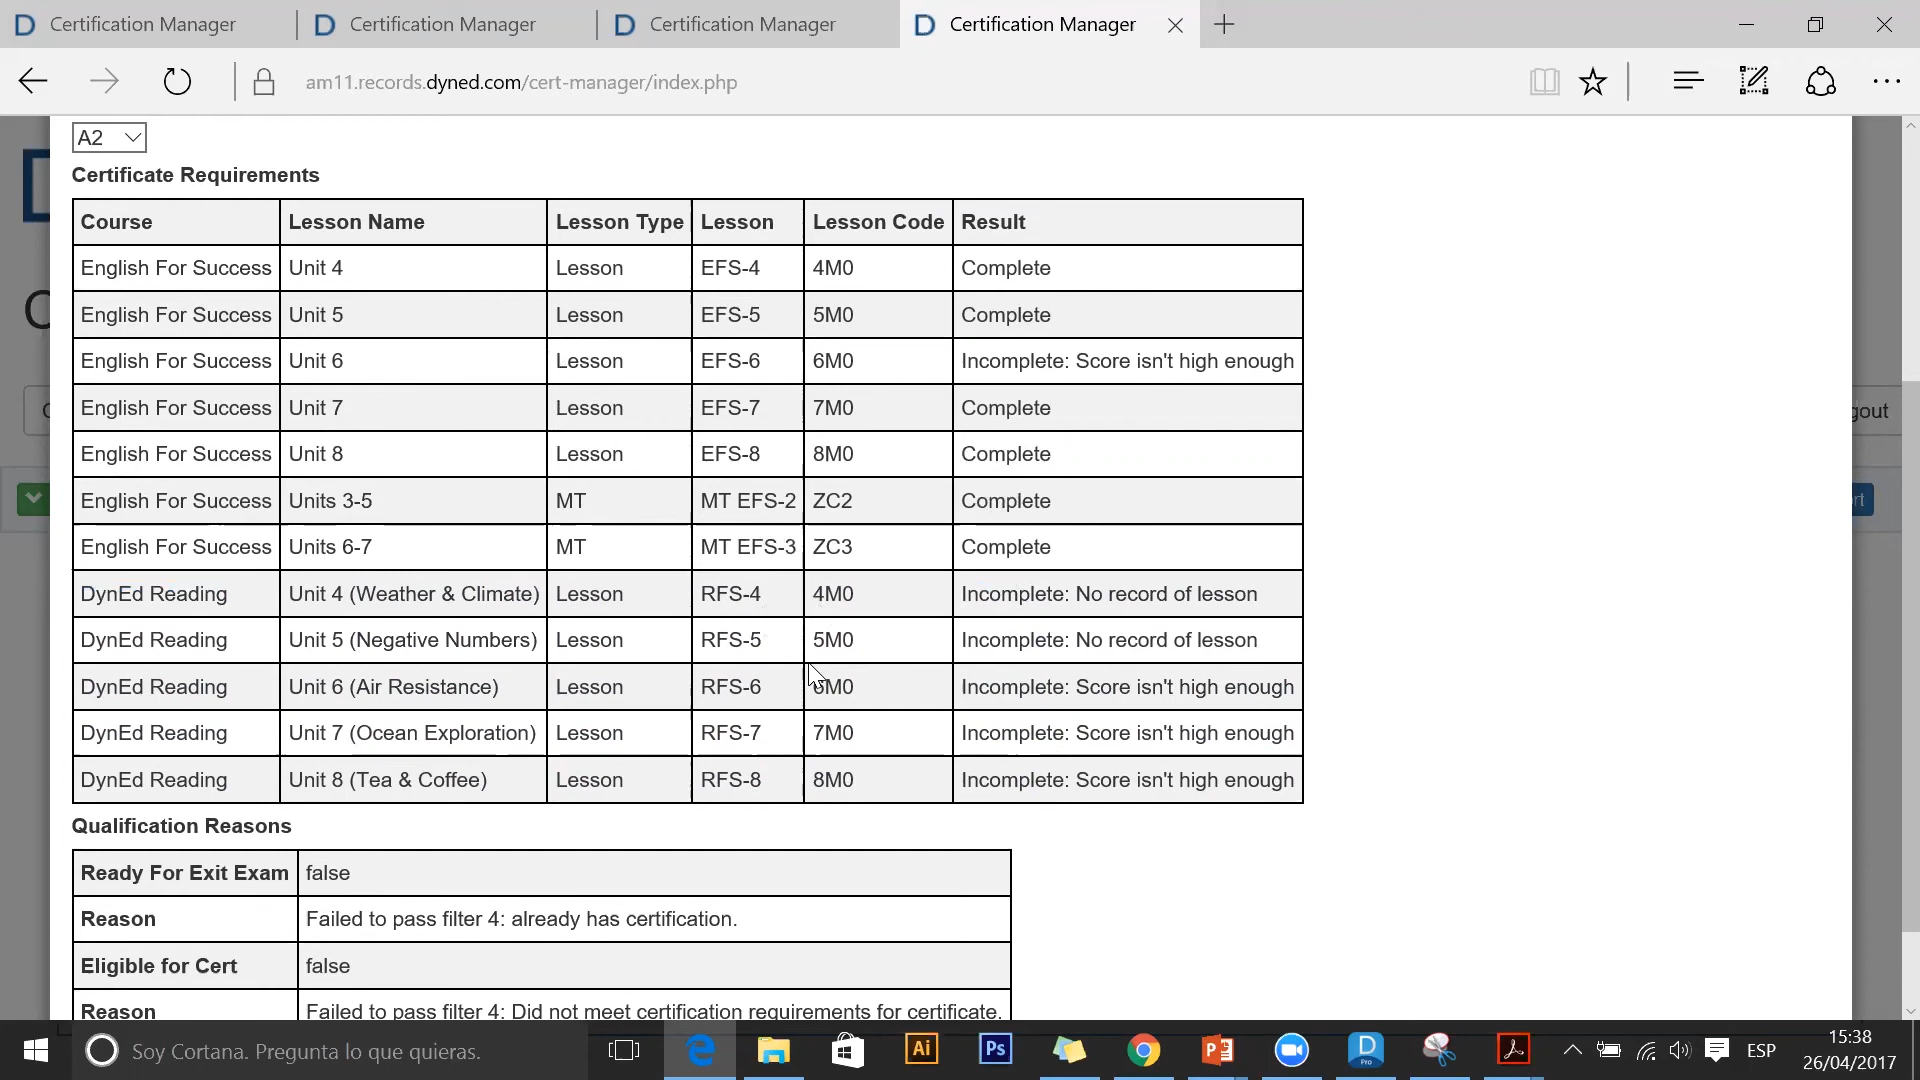 Certification Manager
Certification Manager
Certification Manager
Certification Manager
am11.records.dyned.com/cert-manager/index.php
A2
Certificate Requirements
Course Lesson Name Lesson Type Lesson Lesson Code Result
English For Success Unit 4 Lesson EFS-4 4M0 Complete
English For Success Unit 5 Lesson EFS-5 5M0 Complete
English For Success Unit 6 Lesson EFS-6 6M0 Incomplete: Score isn't high enough
English For Success Unit 7 Lesson EFS-7 7M0 Complete
English For Success Unit 8 Lesson EFS-8 8M0 Complete
English For Success Units 3-5 MT MT EFS-2 ZC2 Complete
English For Success Units 6-7 MT MT EFS-3 ZC3 Complete
DynEd Reading Unit 4 (Weather & Climate) Lesson RFS-4 4M0 Incomplete: No record of lesson
DynEd Reading Unit 5 (Negative Numbers) Lesson RFS-5 5M0 Incomplete: No record of lesson
DynEd Reading Unit 6 (Air Resistance) Lesson RFS-6 6M0 Incomplete: Score isn't high enough
DynEd Reading Unit 7 (Ocean Exploration) Lesson RFS-7 7M0 Incomplete: Score isn't high enough
DynEd Reading Unit 8 (Tea & Coffee) Lesson RFS-8 8M0 Incomplete: Score isn't high enough
Qualification Reasons
Ready For Exit Exam false
Reason Failed to pass filter 4: already has certification.
Eligible for Cert false
Reason Failed to pass filter 4: Did not meet certification requirements for certificate.
gout
rt
Soy Cortana. Pregunta lo que quieras.
Ai
Ps
D Pro
ESP
15:38
26/04/2017